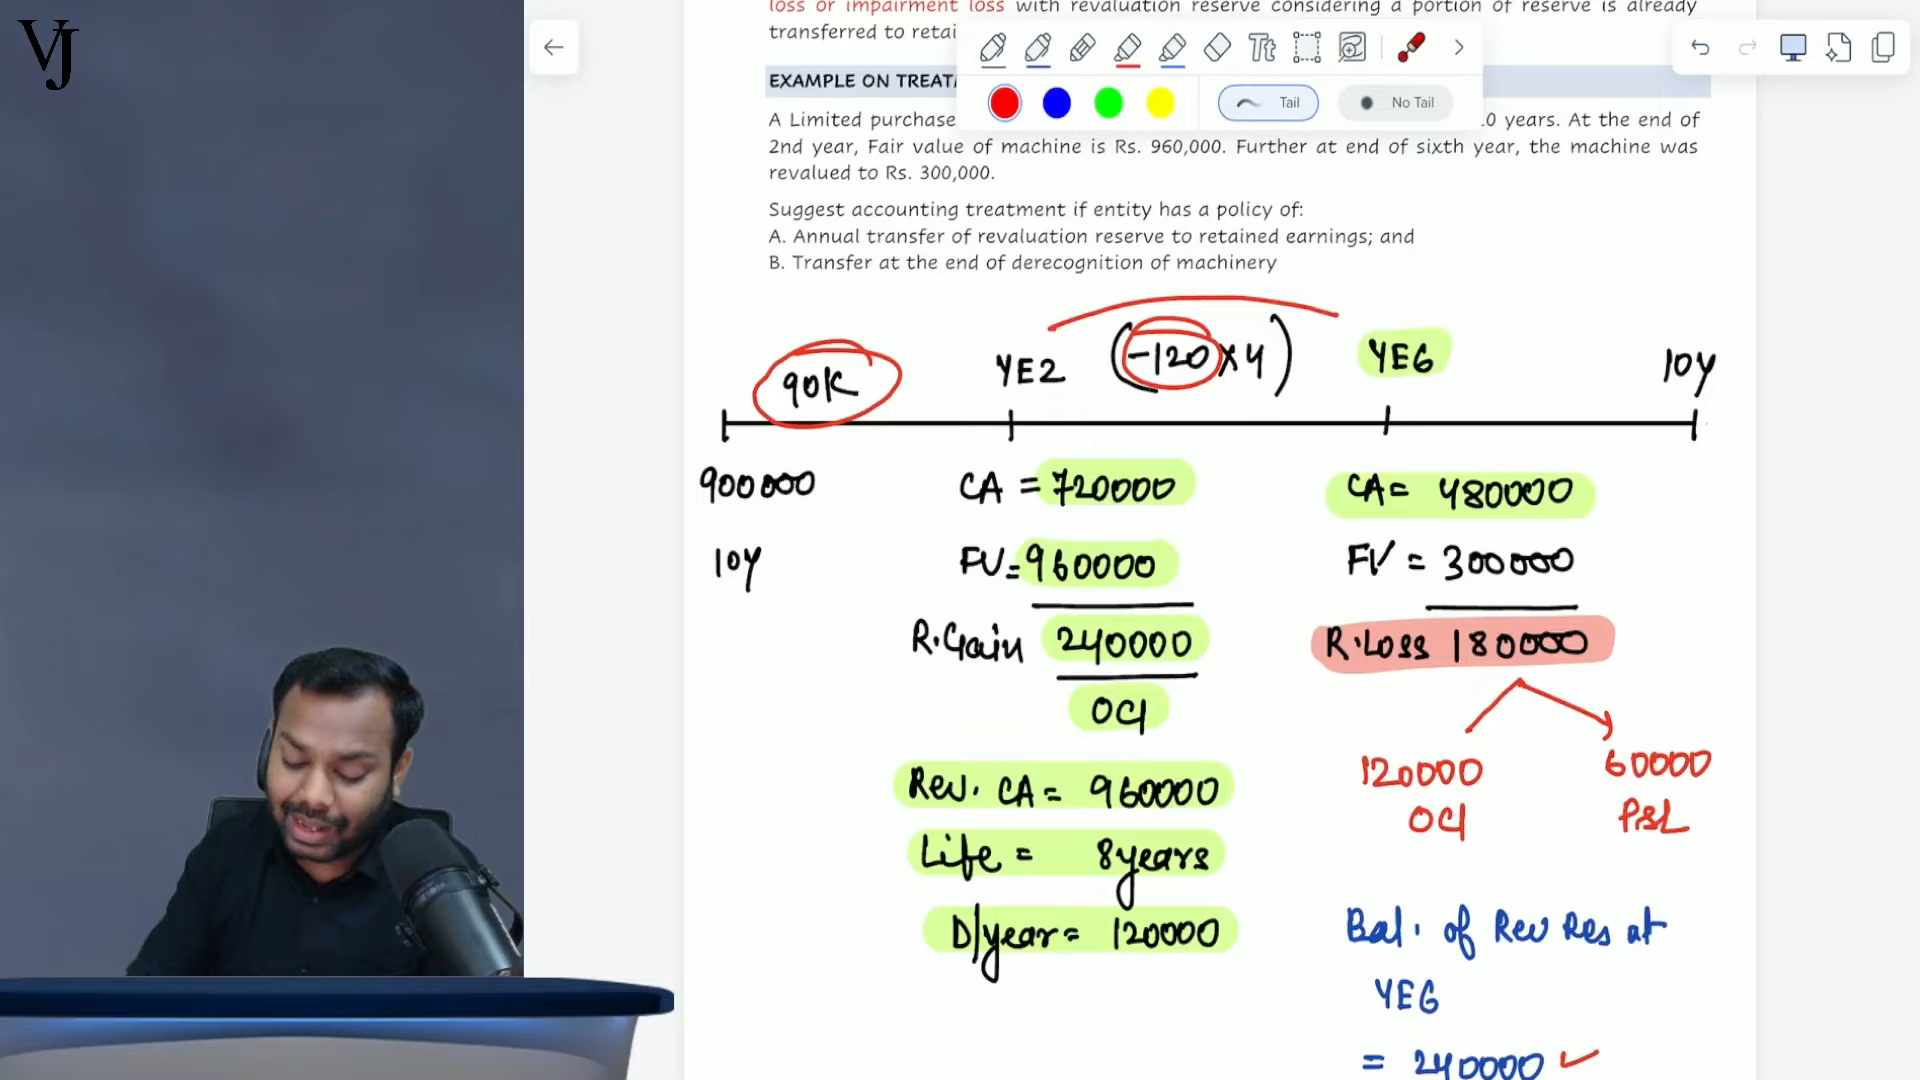 VJ
loss or impairment loss with revaluation reserve considering a portion of reserve is already
transferred to retai
Tt
EXAMPLE ON TREAT
Tail
No Tail
A Limited purchase 0 years. At the end of
2nd year, Fair value of machine is Rs. 960,000. Further at end of sixth year, the machine was
revalued to Rs. 300,000.
Suggest accounting treatment if entity has a policy of:
A. Annual transfer of revaluation reserve to retained earnings; and
B. Transfer at the end of derecognition of machinery
90K YE2 (-120 x 4) YE6 10Y
900000 CA = 720000 CA = 480000
10Y FV = 960000 FV = 300000
R.Gain 240000 R.Loss 180000
OCI
120000 60000
OCI P&L
Rev. CA = 960000
Life = 8 years
D/year = 120000
Bal. of Rev Res at
YE6
= 240000 ✓